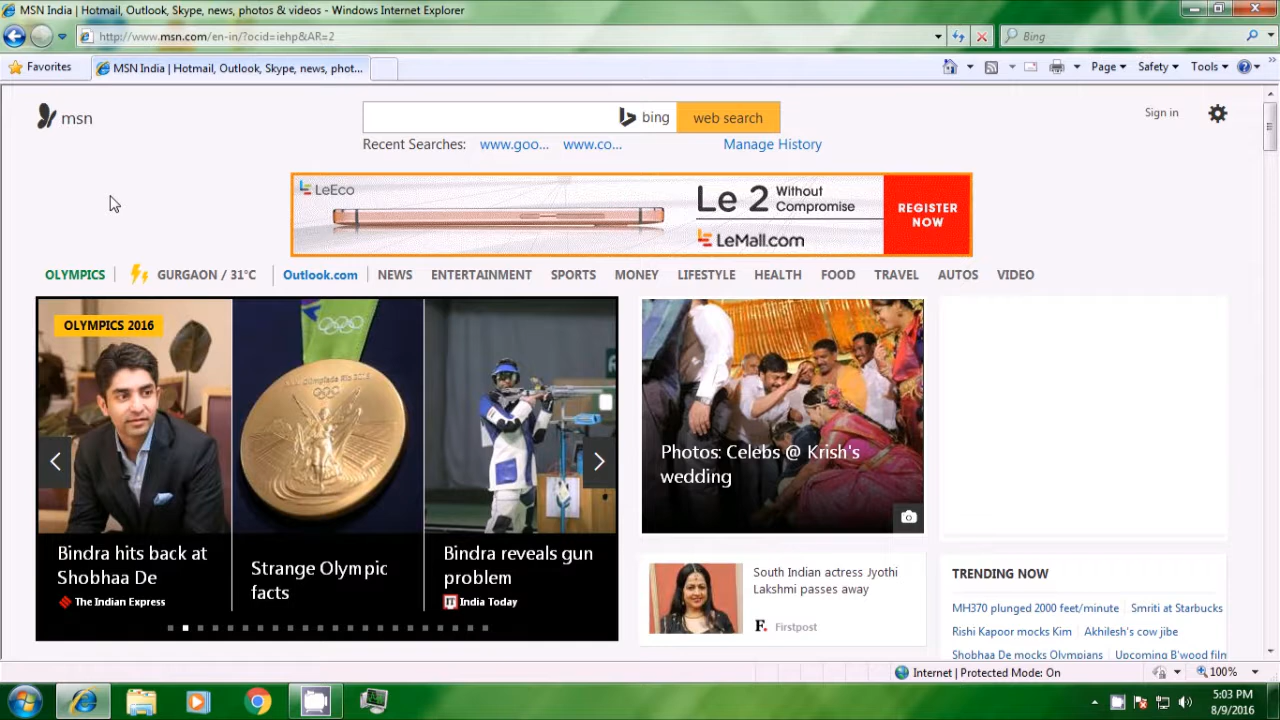 MSN India | Hotmail, Outlook, Skype, news, photos & videos - Windows Internet Explorer
http://www.msn.com/en-in/?ocid=iehp&AR=2
Bing
Favorites
MSN India | Hotmail, Outlook, Skype, news, phot...
Page
Safety
Tools
msn
bing
web search
Sign in
Recent Searches: www.goo... www.co... Manage History
LeEco
Le 2 Without Compromise
LeMall.com
REGISTER NOW
OLYMPICS GURGAON / 31°C Outlook.com NEWS ENTERTAINMENT SPORTS MONEY LIFESTYLE HEALTH FOOD TRAVEL AUTOS VIDEO
OLYMPICS 2016
Bindra hits back at
Shobhaa De
The Indian Express
Strange Olympic
facts
Bindra reveals gun
problem
India Today
Photos: Celebs @ Krish's
wedding
South Indian actress Jyothi
Lakshmi passes away
F. Firstpost
TRENDING NOW
MH370 plunged 2000 feet/minute Smriti at Starbucks
Rishi Kapoor mocks Kim Akhilesh's cow jibe
Shobhaa De mocks Olympians Upcoming B'wood film
Internet | Protected Mode: On
100%
5:03 PM
8/9/2016